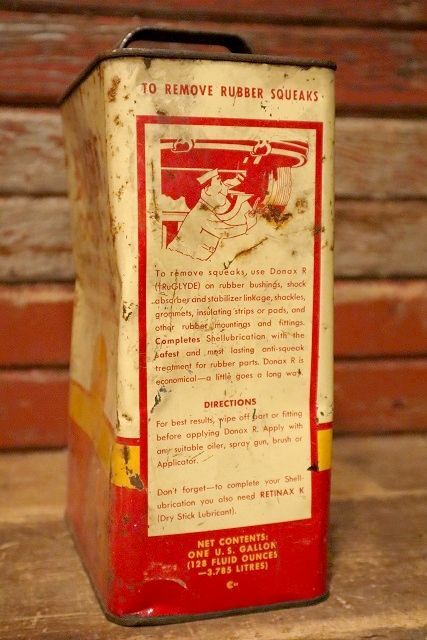 TO REMOVE RUBBER SQUEAKS
To remove squeaks, use Donax R
(TRuGLYDE) on rubber bushings, shock
absorber and stabilizer linkage, shackles,
grommets, insulating strips or pads, and
other rubber mountings and fittings.
Completes Shellubrication with the
safest and most lasting anti-squeak
treatment for rubber parts. Donax R is
economical—a little goes a long way.
DIRECTIONS
For best results, wipe off part or fitting
before applying Donax R. Apply with
any suitable oiler, spray gun, brush or
Applicator.
Don't forget—to complete your Shell-
ubrication you also need RETINAX K
(Dry Stick Lubricant).
NET CONTENTS:
ONE U. S. GALLON
(128 FLUID OUNCES
—3.785 LITRES)